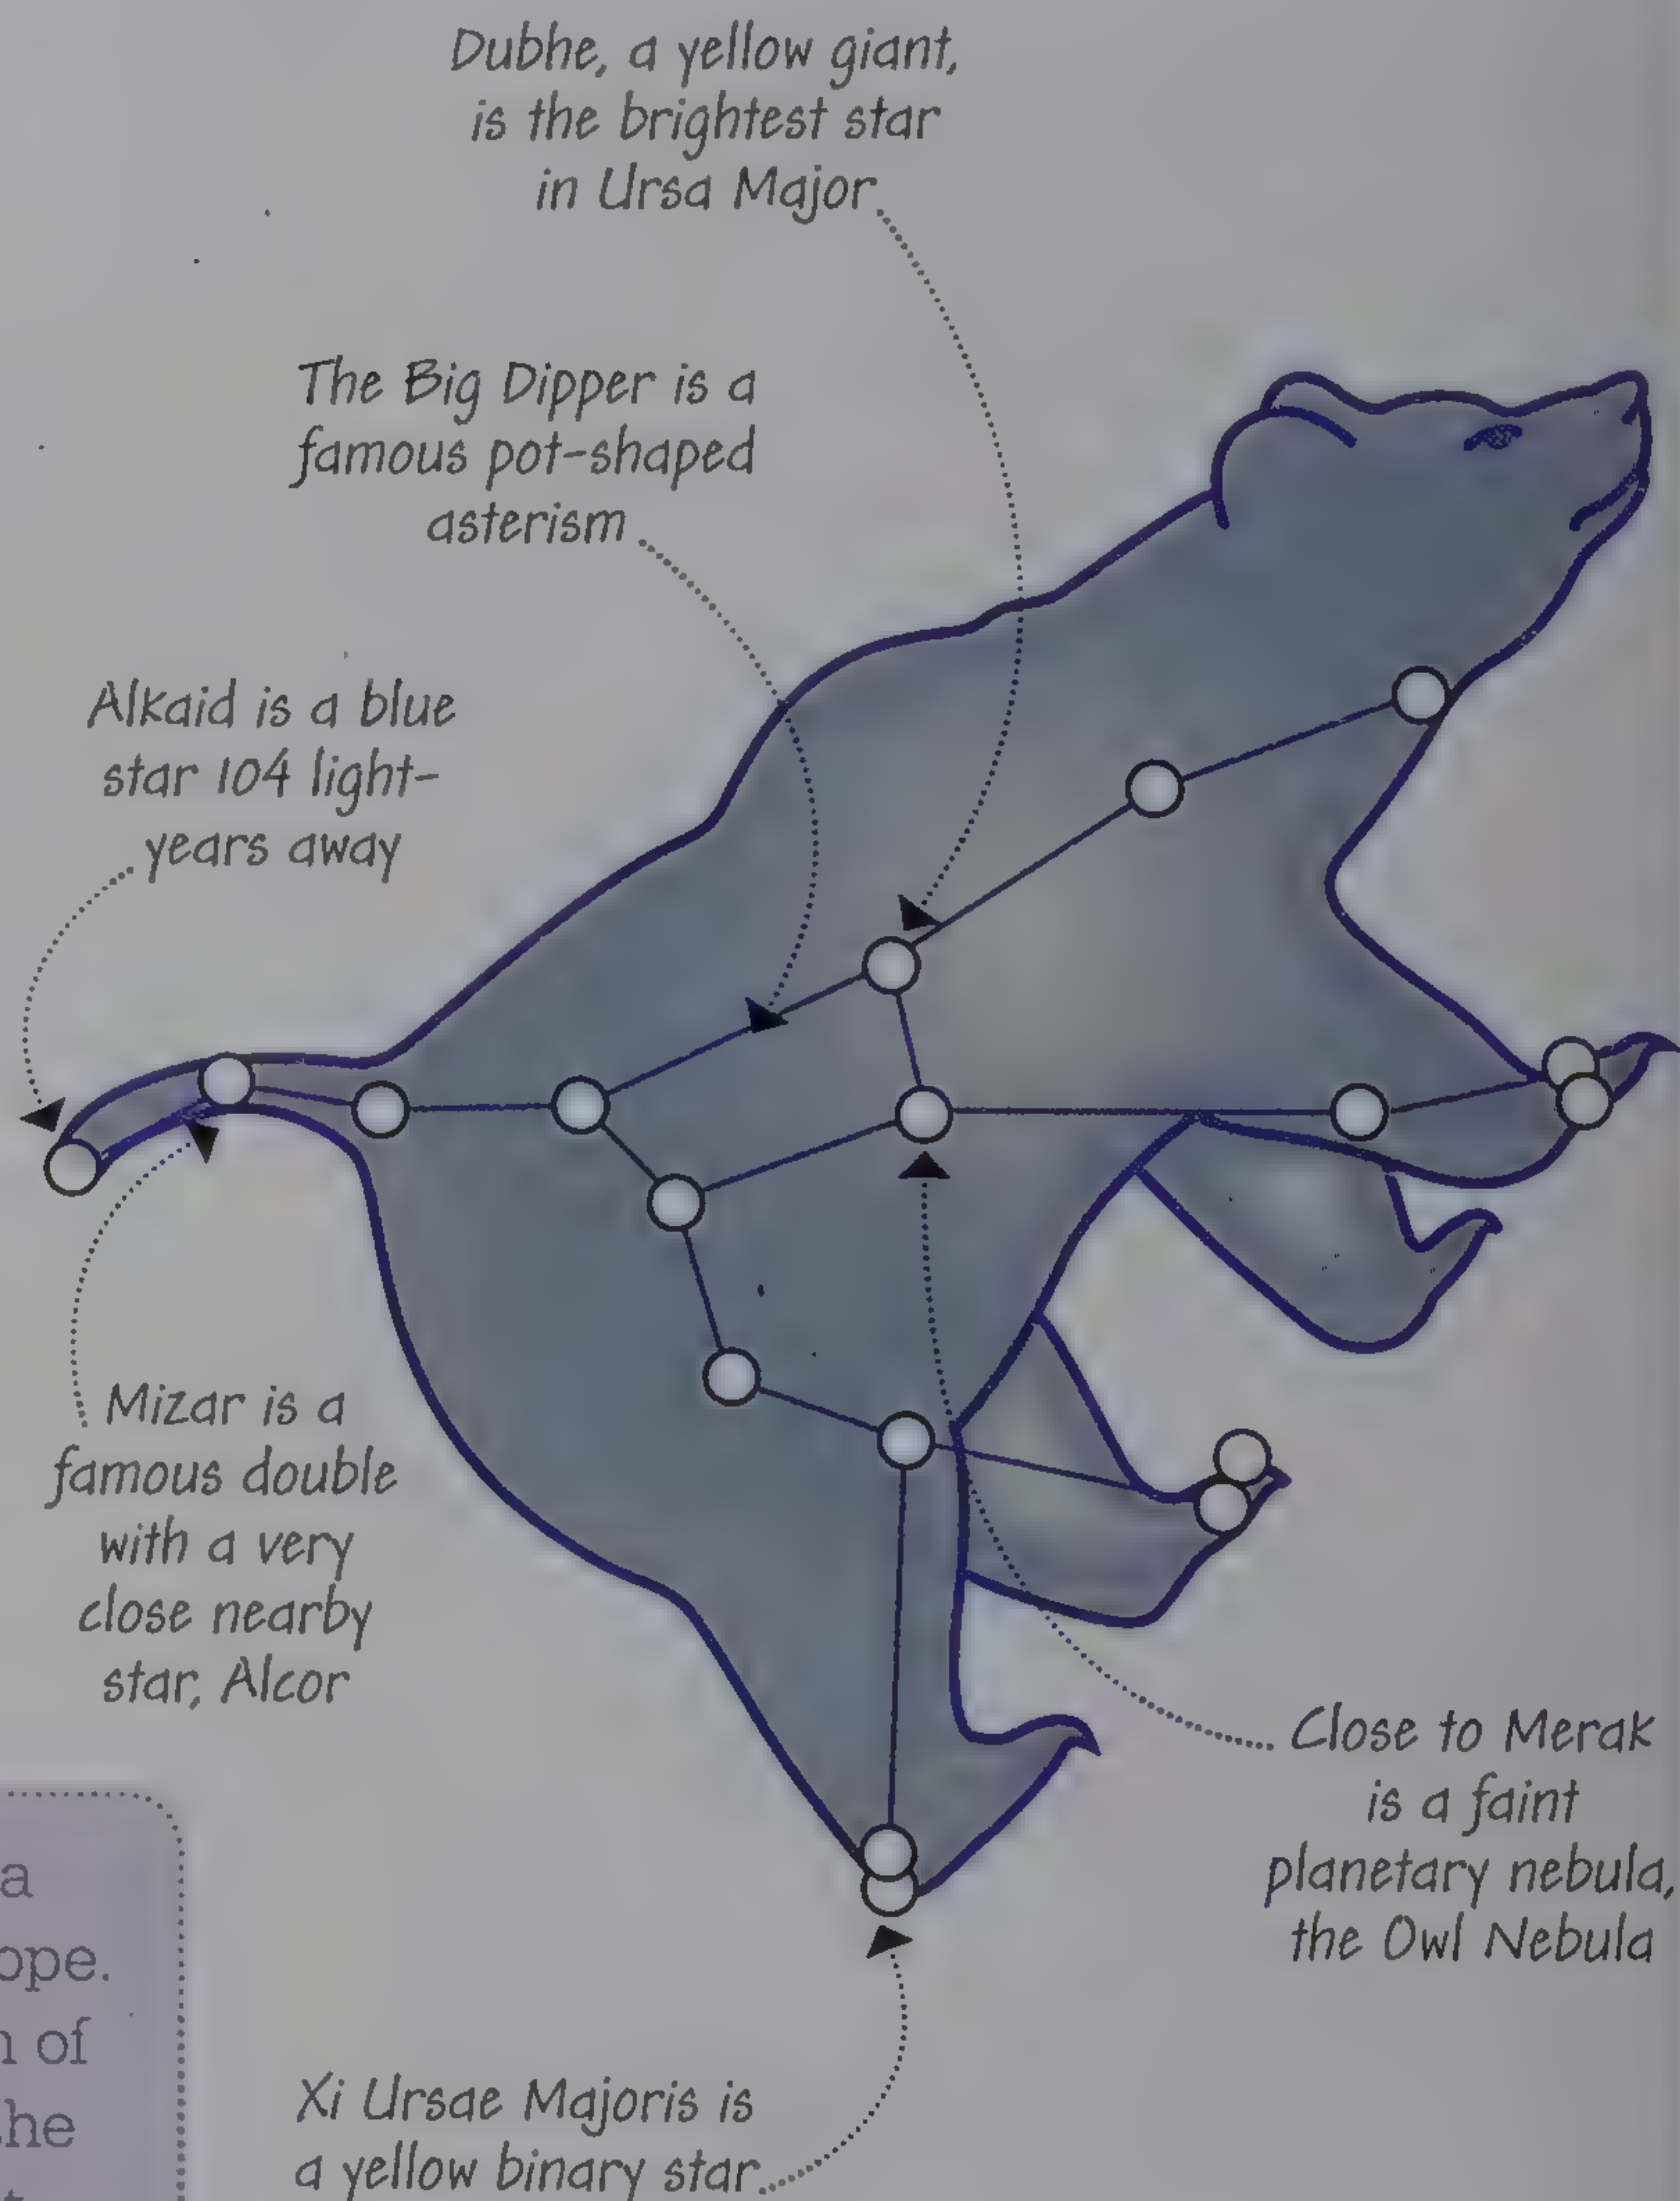 Dubhe, a yellow giant,
is the brightest star
in Ursa Major
The Big Dipper is a
famous pot-shaped
asterism
Alkaid is a blue
star 104 light-
years away
Mizar is a
famous double
with a very
close nearby
star, Alcor
Close to Merak
is a faint
planetary nebula,
the Owl Nebula
Xi Ursae Majoris is
a yellow binary star
a
of